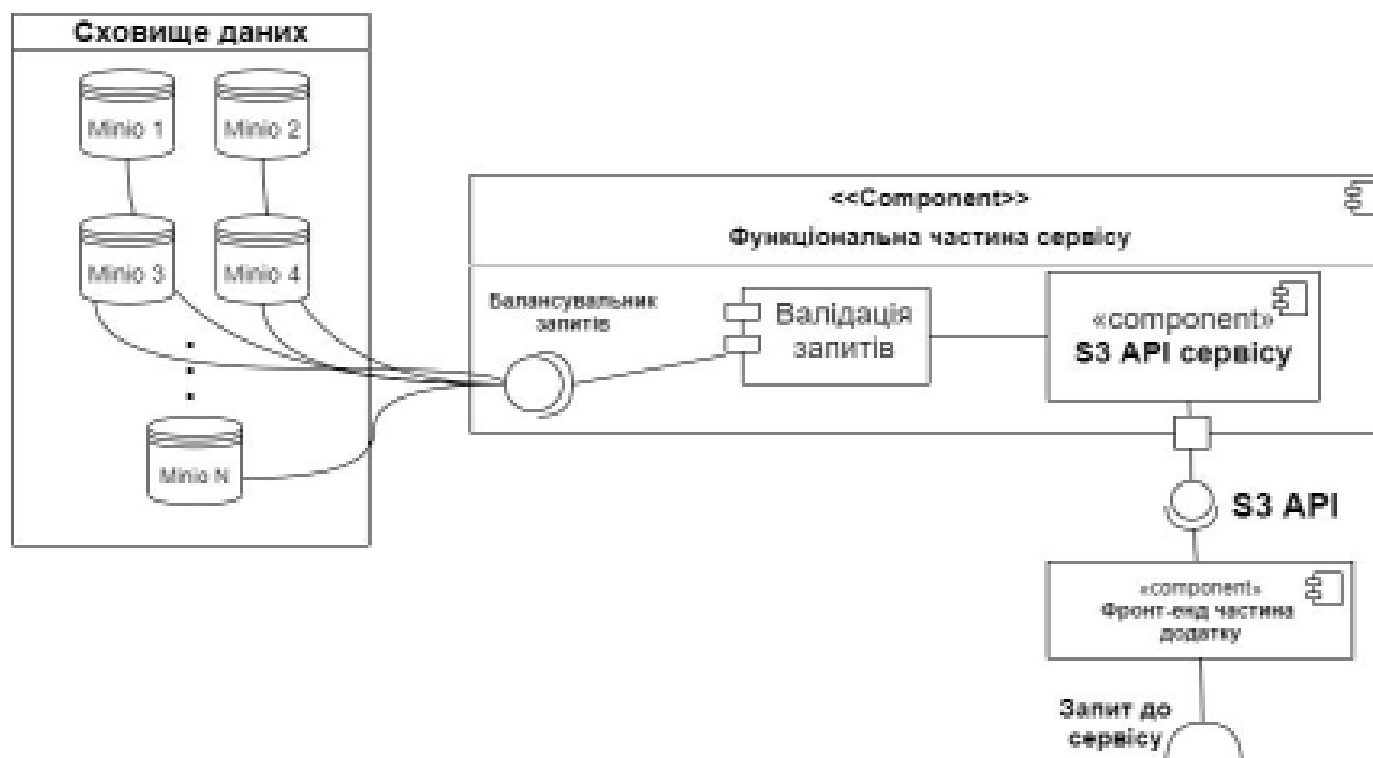 Сховище даних
Minio 1
Minio 2
Minio 3
Minio 4
Minio N
<<Component>>
Функціональна частина сервісу
Балансувальник
запитів
Валідація
запитів
«component»
S3 API сервісу
S3 API
«component»
Фронт-енд частина
додатку
Запит до
сервісу